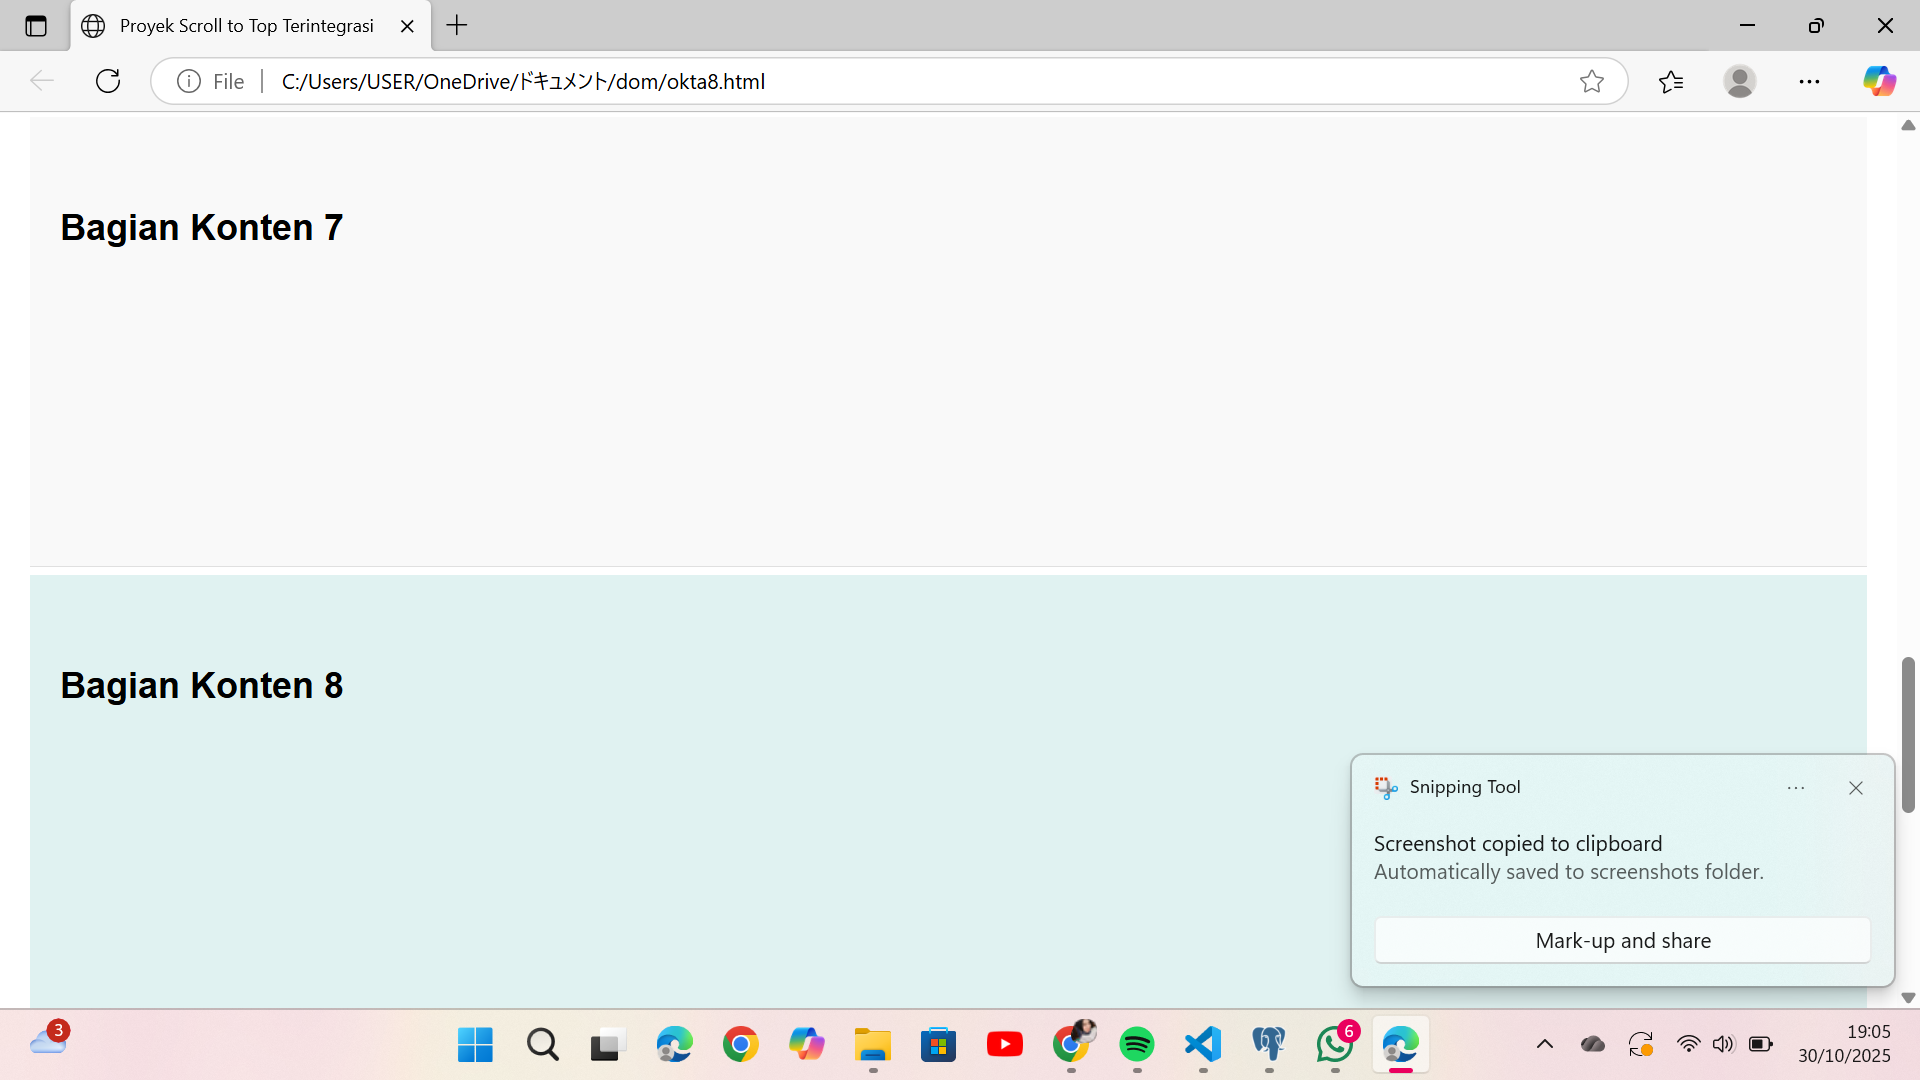 Proyek Scroll to Top Terintegrasi
File
C:/Users/USER/OneDrive/ドキュメント/dom/okta8.html
Bagian Konten 7
Bagian Konten 8
Snipping Tool
Screenshot copied to clipboard
Automatically saved to screenshots folder.
Mark-up and share
3
6
19:05
30/10/2025